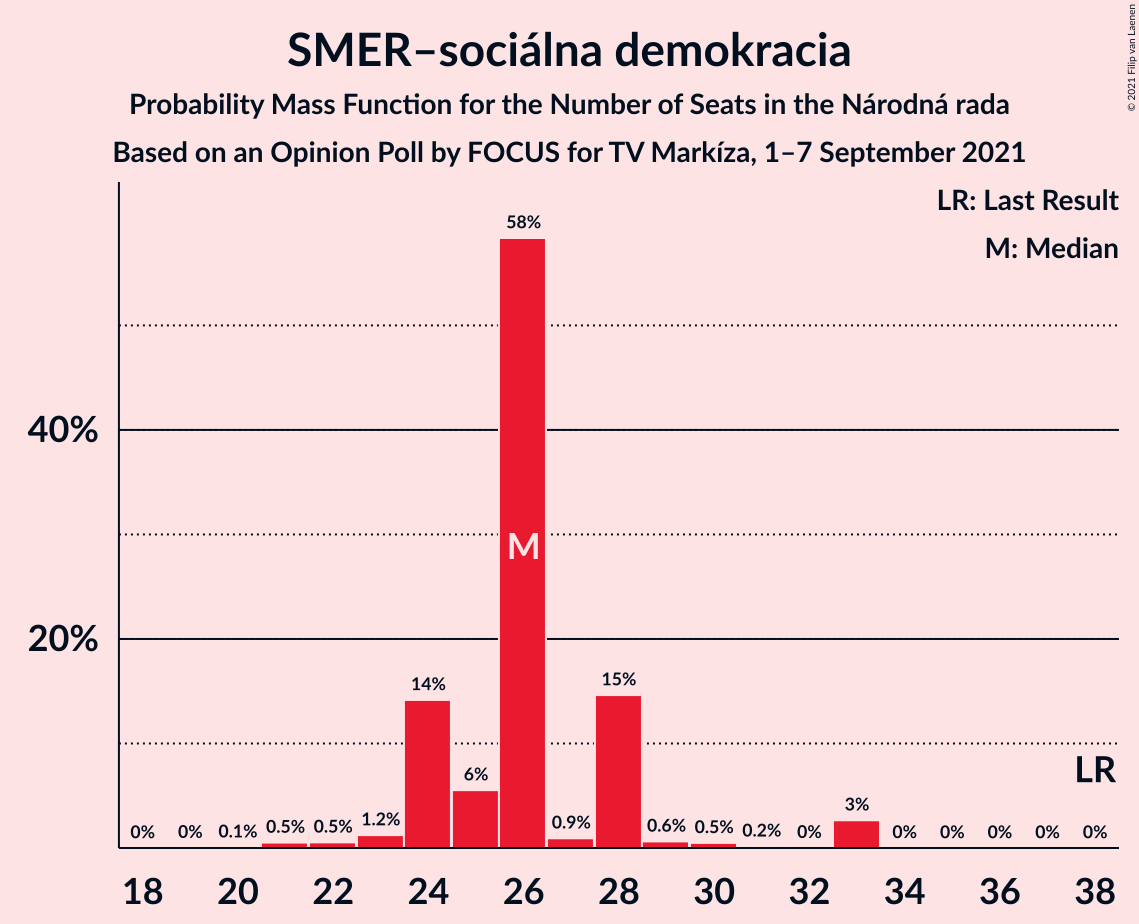 SMER–sociálna demokracia
Probability Mass Function for the Number of Seats in the Národná rada
Based on an Opinion Poll by FOCUS for TV Markíza, 1–7 September 2021
© 2021 Filip van Laenen
LR: Last Result
M: Median
58%
40%
M
20%
15%
14%
LR
6%
3%
0% 0% 0.1% 0.5% 0.5% 1.2% 0.9% 0.6% 0.5% 0.2% 0% 0% 0% 0% 0% 0%
18 20 22 24 26 28 30 32 34 36 38